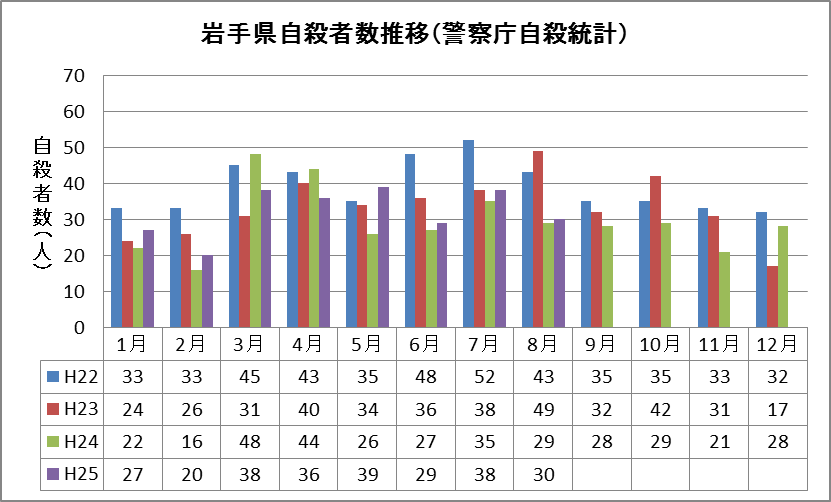 岩手県自殺者数推移（警察庁自殺統計）
自殺者数（人）
70
60
50
40
30
20
10
0
1月 2月 3月 4月 5月 6月 7月 8月 9月 10月 11月 12月
H22 33 33 45 43 35 48 52 43 35 35 33 32
H23 24 26 31 40 34 36 38 49 32 42 31 17
H24 22 16 48 44 26 27 35 29 28 29 21 28
H25 27 20 38 36 39 29 38 30